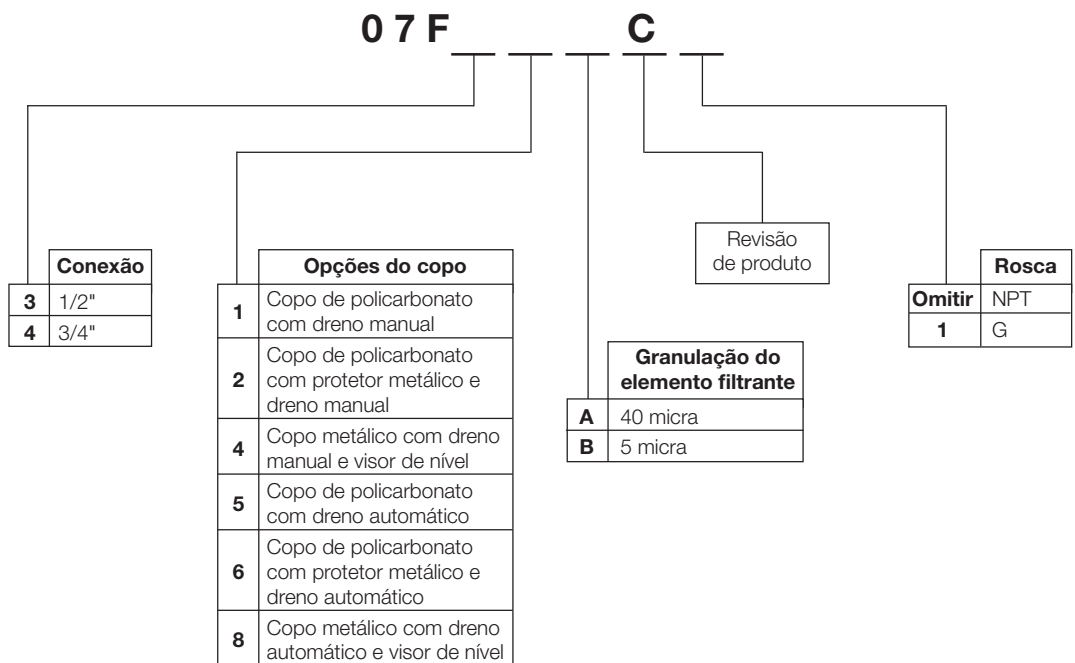 07F C
Conexão
3 1/2"
4 3/4"
Opções do copo
1 Copo de policarbonato
com dreno manual
2 Copo de policarbonato
com protetor metálico e
dreno manual
4 Copo metálico com dreno
manual e visor de nível
5 Copo de policarbonato
com dreno automático
6 Copo de policarbonato
com protetor metálico e
dreno automático
8 Copo metálico com dreno
automático e visor de nível
Granulação do
elemento filtrante
A 40 micra
B 5 micra
Revisão
de produto
Rosca
Omitir NPT
1 G